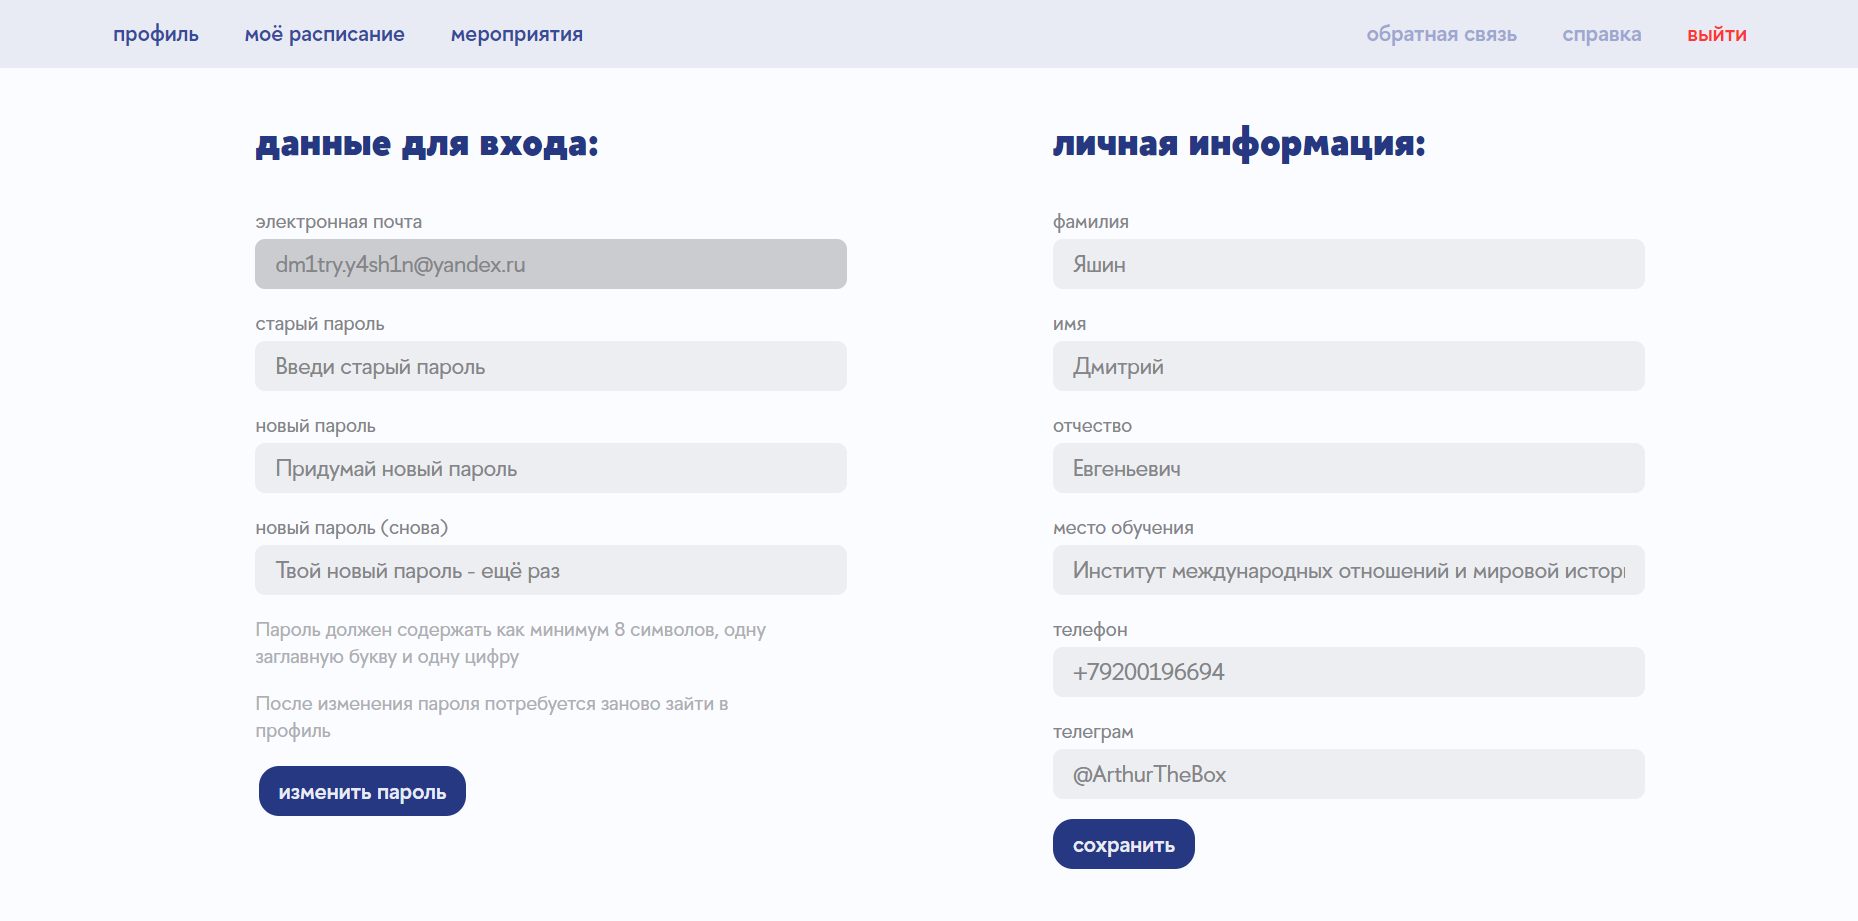 профиль
моё расписание
мероприятия
обратная связь
справка
выйти
данные для входа:
электронная почта
dm1try.y4sh1n@yandex.ru
старый пароль
Введи старый пароль
новый пароль
Придумай новый пароль
новый пароль (снова)
Твой новый пароль - ещё раз
Пароль должен содержать как минимум 8 символов, одну
заглавную букву и одну цифру
После изменения пароля потребуется заново зайти в
профиль
изменить пароль
личная информация:
фамилия
Яшин
имя
Дмитрий
отчество
Евгеньевич
место обучения
Институт международных отношений и мировой
телефон
+79200196694
телеграм
@ArthurTheBox
сохранить